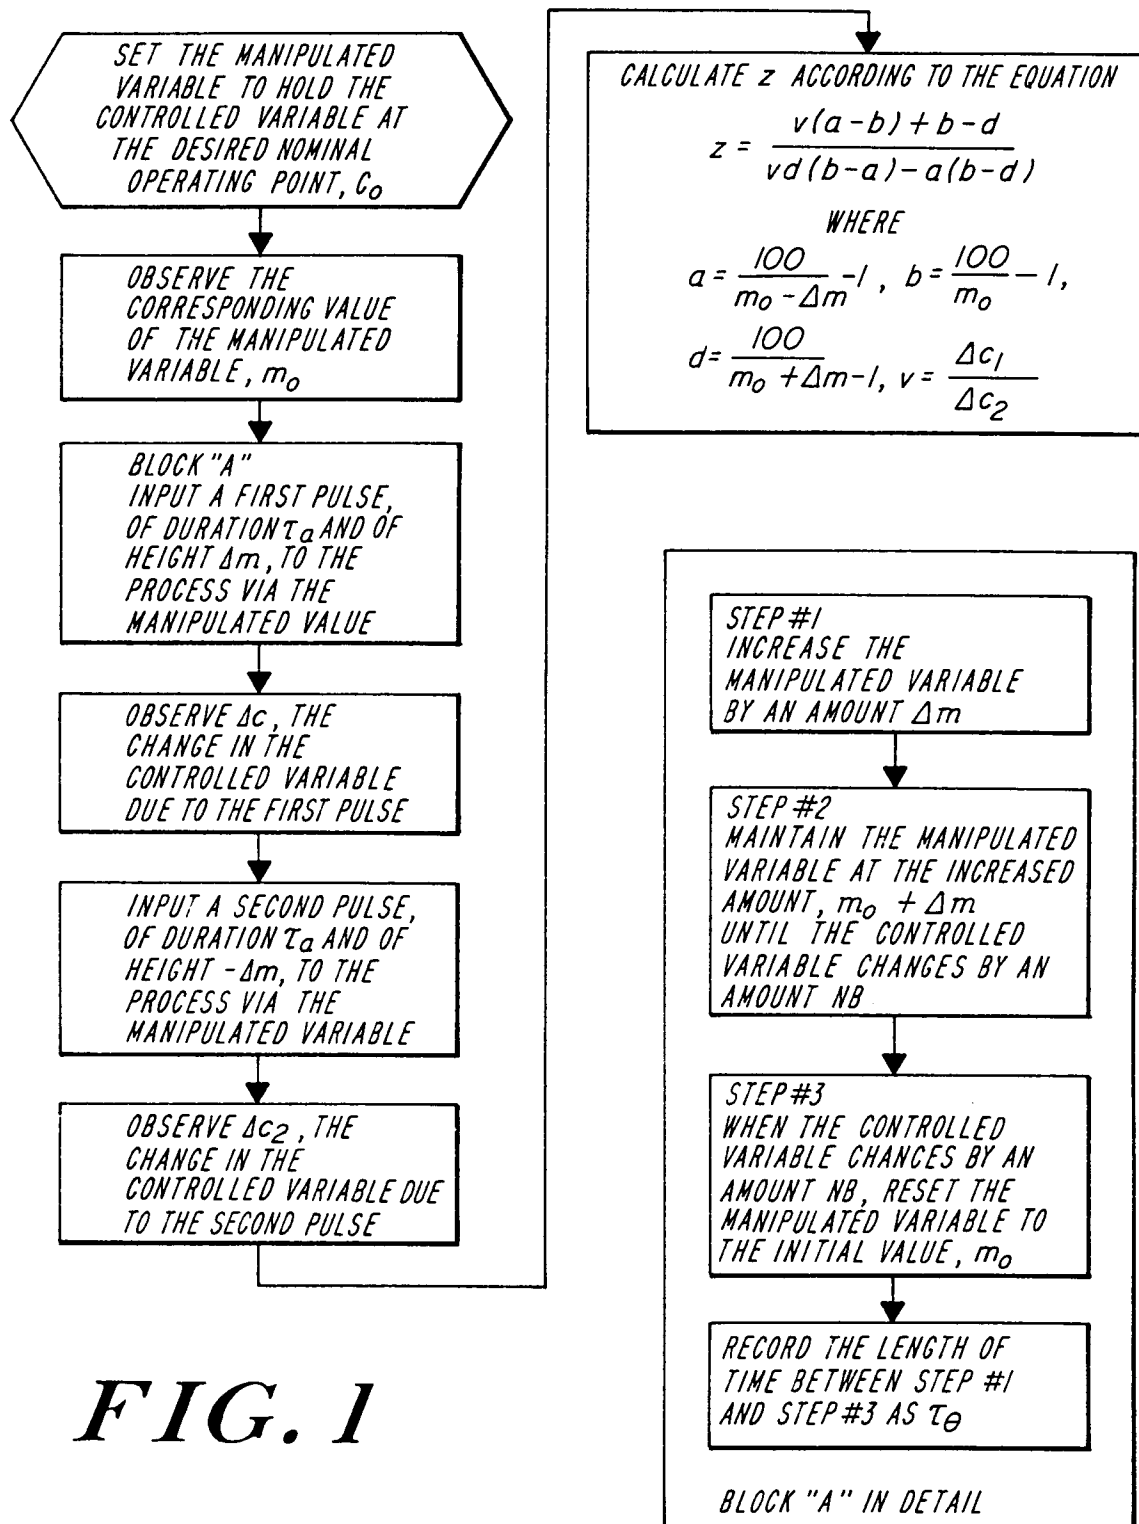 SET THE MANIPULATED
VARIABLE TO HOLD THE
CONTROLLED VARIABLE AT
THE DESIRED NOMINAL
OPERATING POINT, C₀
OBSERVE THE
CORRESPONDING VALUE
OF THE MANIPULATED
VARIABLE, m₀
BLOCK "A"
INPUT A FIRST PULSE,
OF DURATION τₐ AND OF
HEIGHT Δm, TO THE
PROCESS VIA THE
MANIPULATED VALUE
OBSERVE Δc, THE
CHANGE IN THE
CONTROLLED VARIABLE
DUE TO THE FIRST PULSE
INPUT A SECOND PULSE,
OF DURATION τₐ AND OF
HEIGHT -Δm, TO THE
PROCESS VIA THE
MANIPULATED VARIABLE
OBSERVE Δc₂, THE
CHANGE IN THE
CONTROLLED VARIABLE DUE
TO THE SECOND PULSE
CALCULATE z ACCORDING TO THE EQUATION
z = \frac{v(a-b)+b-d}{vd(b-a)-a(b-d)}
WHERE
a = \frac{100}{m₀-Δm} -1, b = \frac{100}{m₀} -1,
d = \frac{100}{m₀+Δm-1}, v = \frac{Δc₁}{Δc₂}
STEP #1
INCREASE THE
MANIPULATED VARIABLE
BY AN AMOUNT Δm
STEP #2
MAINTAIN THE MANIPULATED
VARIABLE AT THE INCREASED
AMOUNT, m₀ + Δm
UNTIL THE CONTROLLED
VARIABLE CHANGES BY AN
AMOUNT NB
STEP #3
WHEN THE CONTROLLED
VARIABLE CHANCES BY AN
AMOUNT NB, RESET THE
MANIPULATED VARIABLE TO
THE INITIAL VALUE, m₀
RECORD THE LENGTH OF
TIME BETWEEN STEP #1
AND STEP #3 AS τ_θ
BLOCK "A" IN DETAIL
FIG. 1